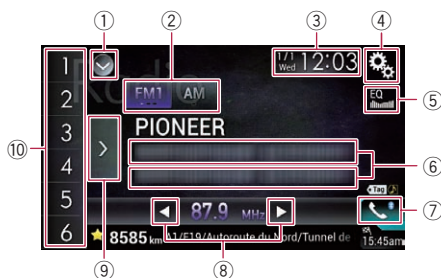 ① ② ③ ④
1
2
3
4
5
6
Radio
1/1
Wed 12:03
EQ
⑤
FM1 AM
PIONEER
⑥
⑩
Tag
87.9 MHz
⑦
8585 km A1/E19/Autoroute du Nord/Tunnel de
15:45am
⑨ ⑧